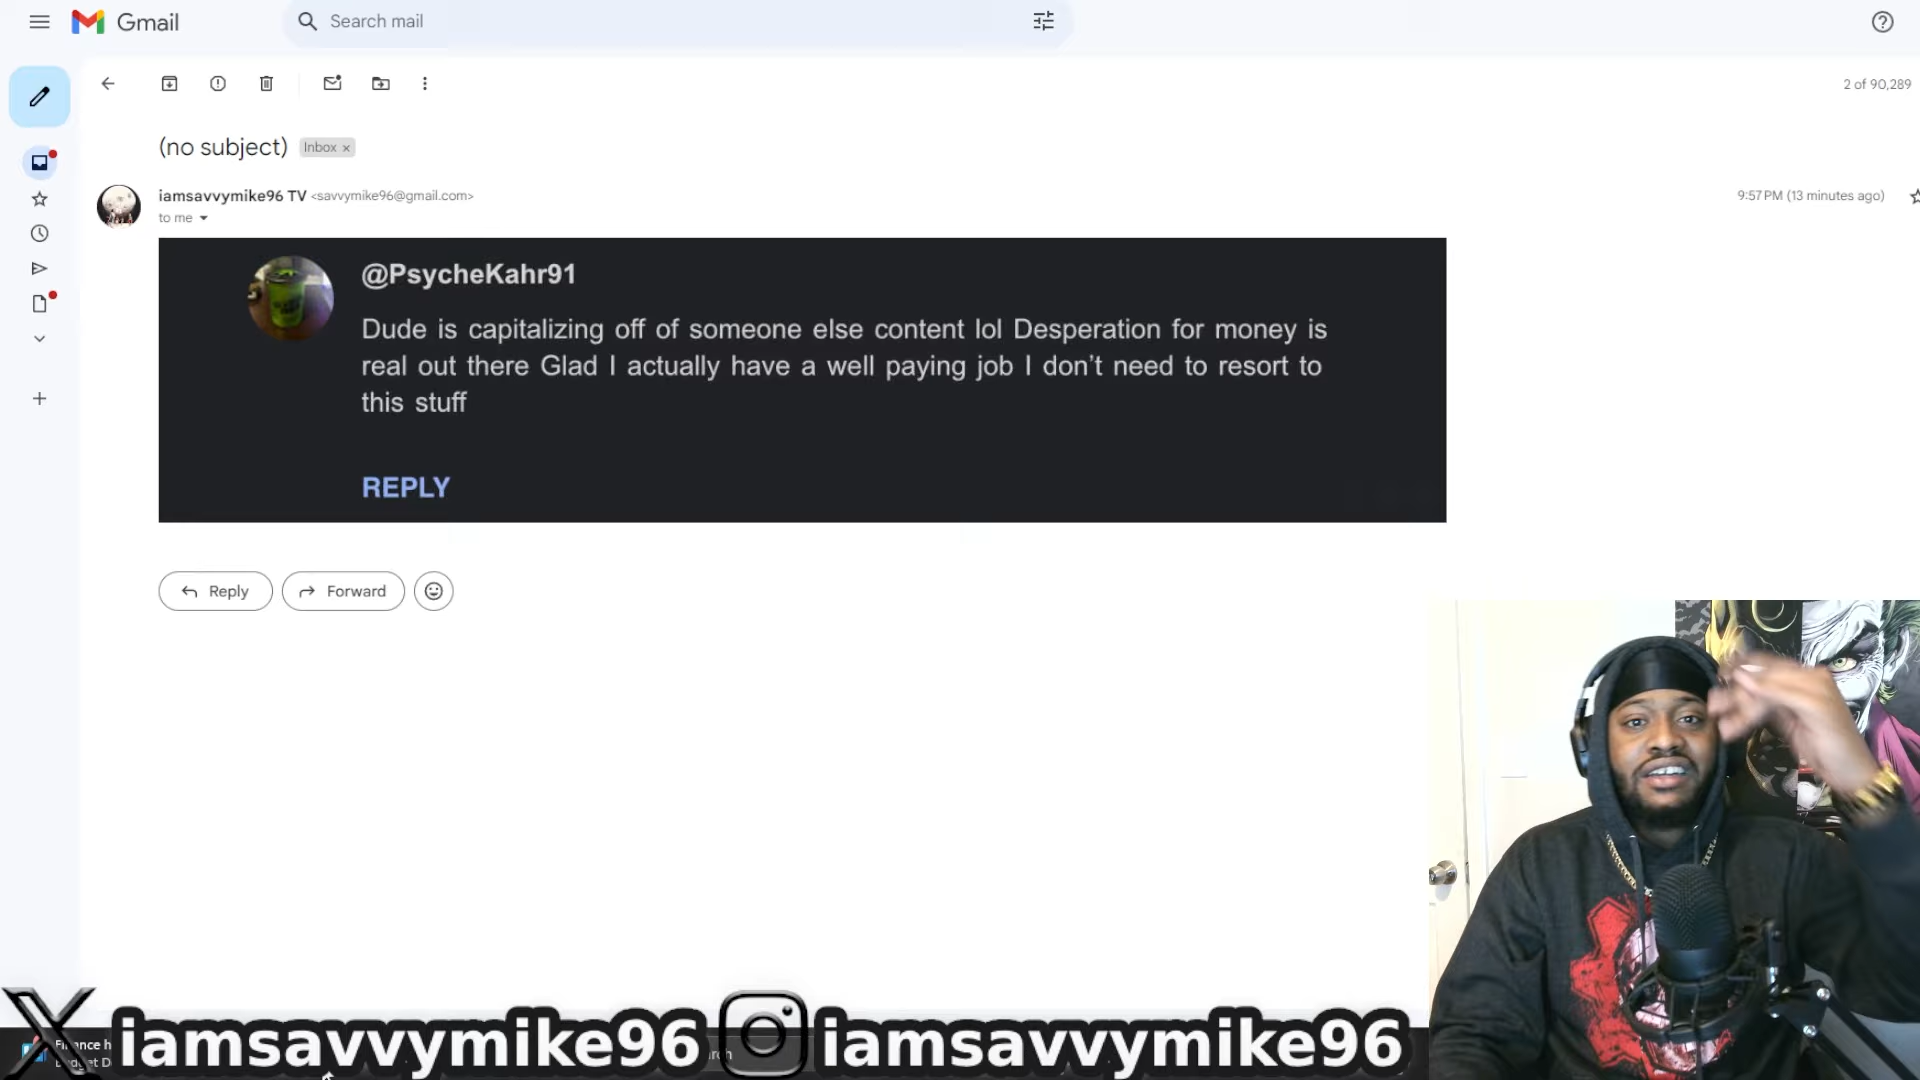 Gmail
Search mail
2 of 90,289
(no subject) Inbox x
iamsavvymike96 TV <savvymike96@gmail.com>
9:57 PM (13 minutes ago)
to me
@PsycheKahr91
Dude is capitalizing off of someone else content lol Desperation for money is
real out there Glad I actually have a well paying job I don't need to resort to
this stuff
REPLY
Reply
Forward
iamsavvymike96 iamsavvymike96
Finance